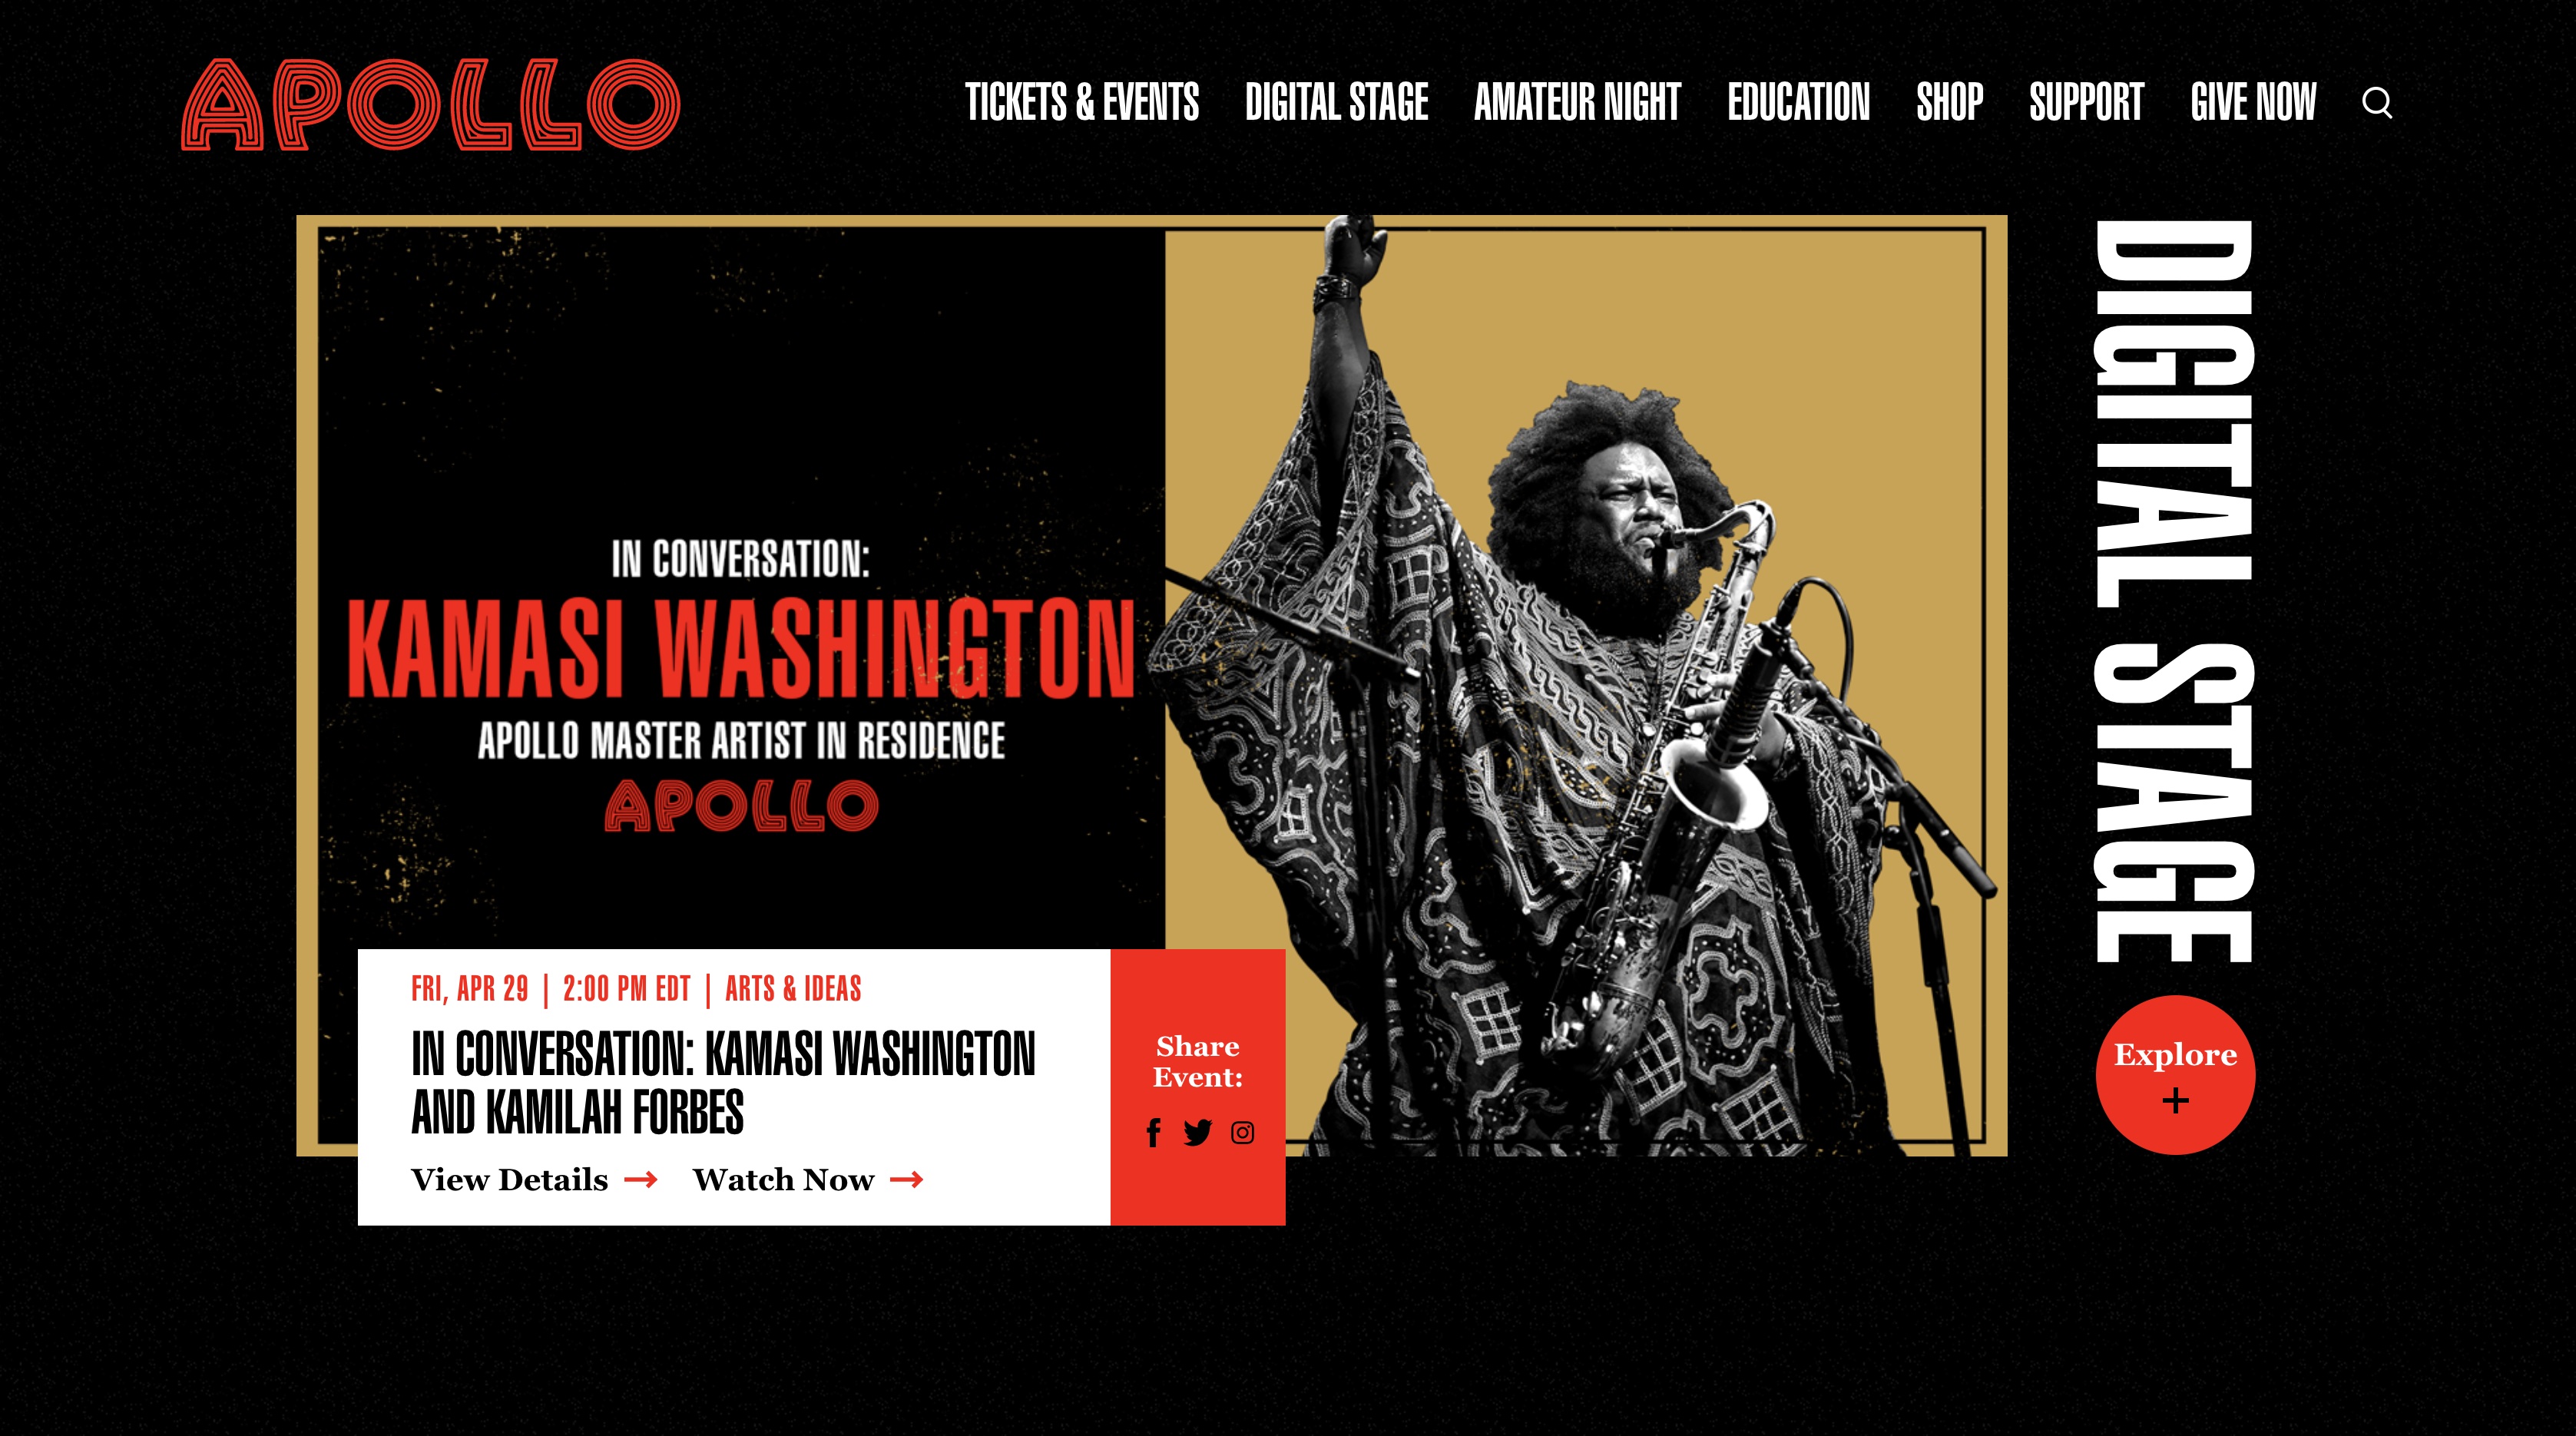 APOLLO
TICKETS & EVENTS DIGITAL STAGE AMATEUR NIGHT EDUCATION SHOP SUPPORT GIVE NOW
IN CONVERSATION:
KAMASI WASHINGTON
APOLLO MASTER ARTIST IN RESIDENCE
APOLLO
DIGITAL STAGE
Explore
+
FRI, APR 29 | 2:00 PM EDT | ARTS & IDEAS
IN CONVERSATION: KAMASI WASHINGTON
AND KAMILAH FORBES
View Details → Watch Now →
Share
Event: